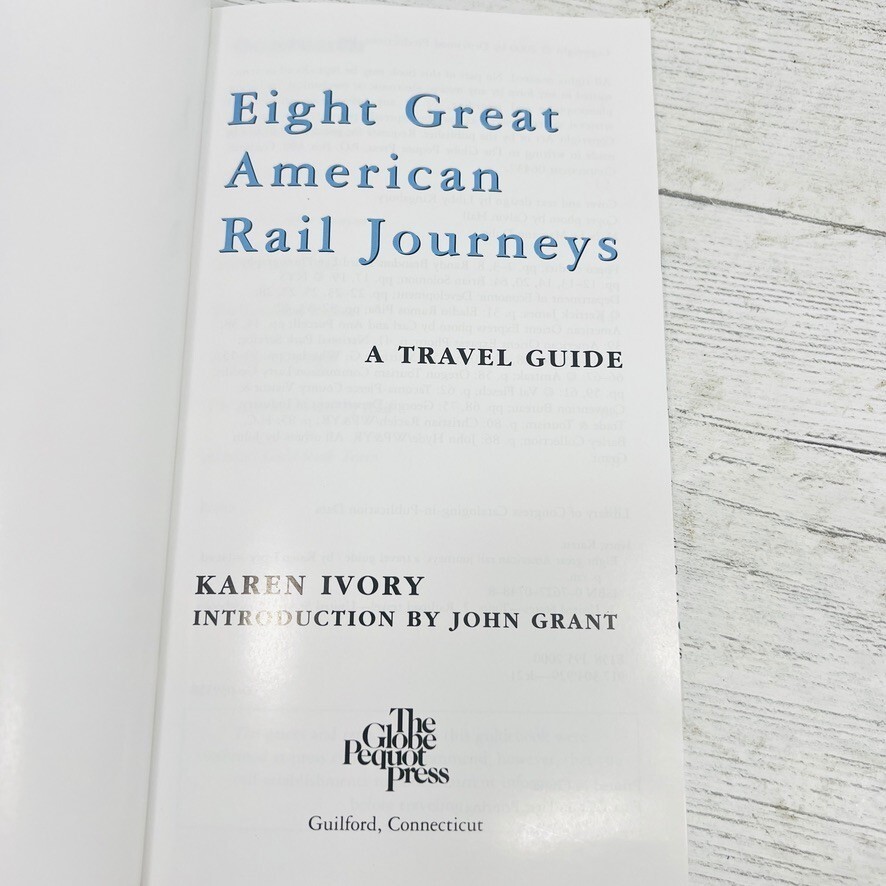 Eight Great
American
Rail Journeys
A TRAVEL GUIDE
KAREN IVORY
INTRODUCTION BY JOHN GRANT
The
Globe
Pequot
Press
Guilford, Connecticut